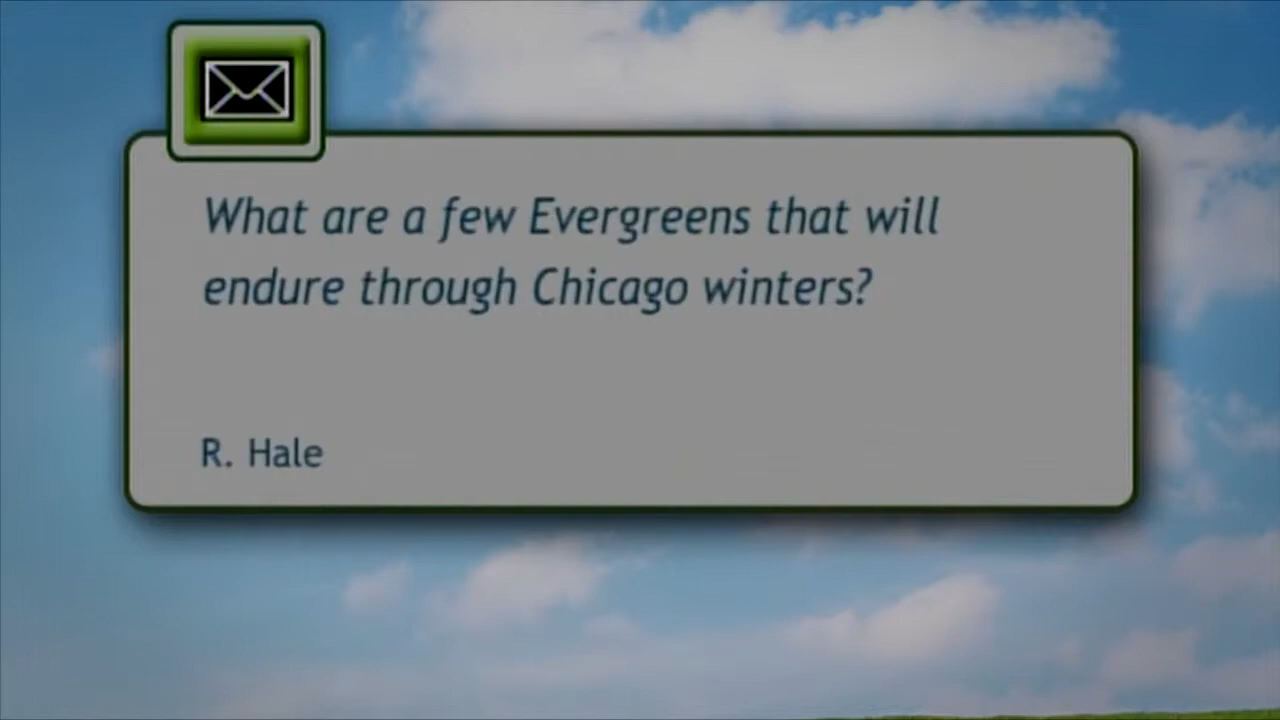 What are a few Evergreens that will
endure through Chicago winters?
R. Hale